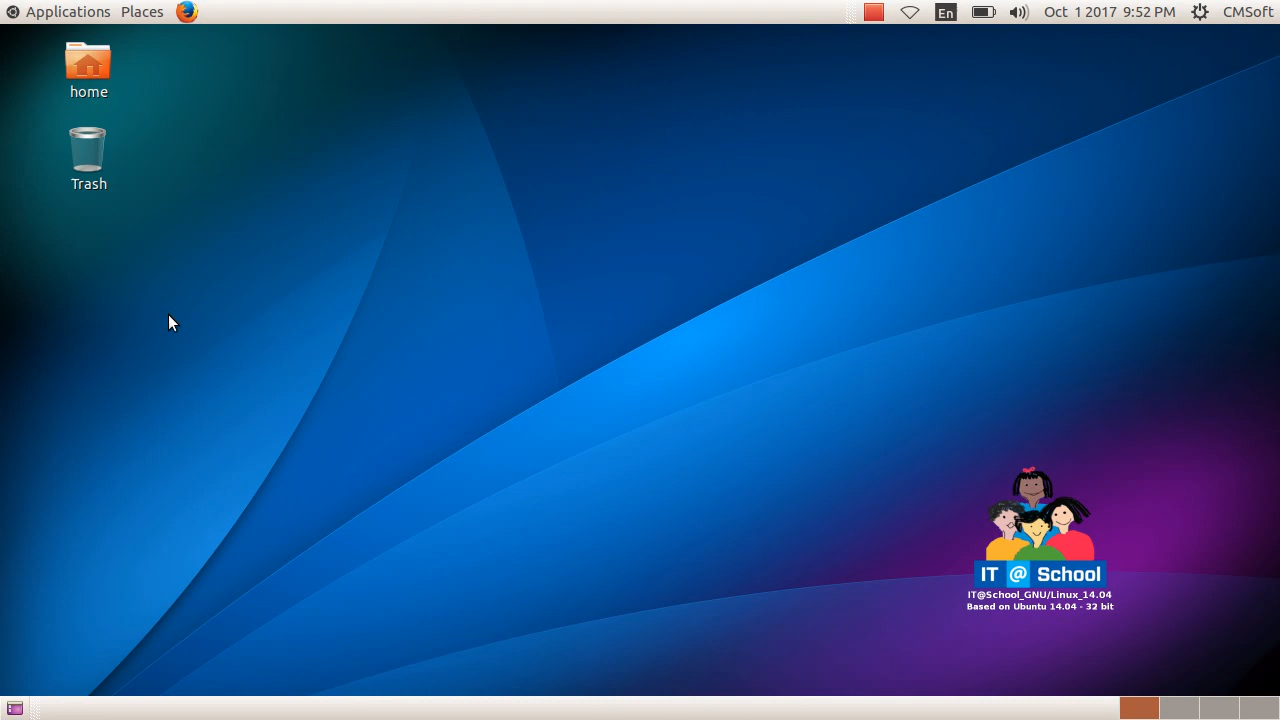 Applications Places En Oct 1 2017 9:52 PM CMSoft
home
Trash
IT @ School
IT@School_GNU/Linux_14.04
Based on Ubuntu 14.04 - 32 bit